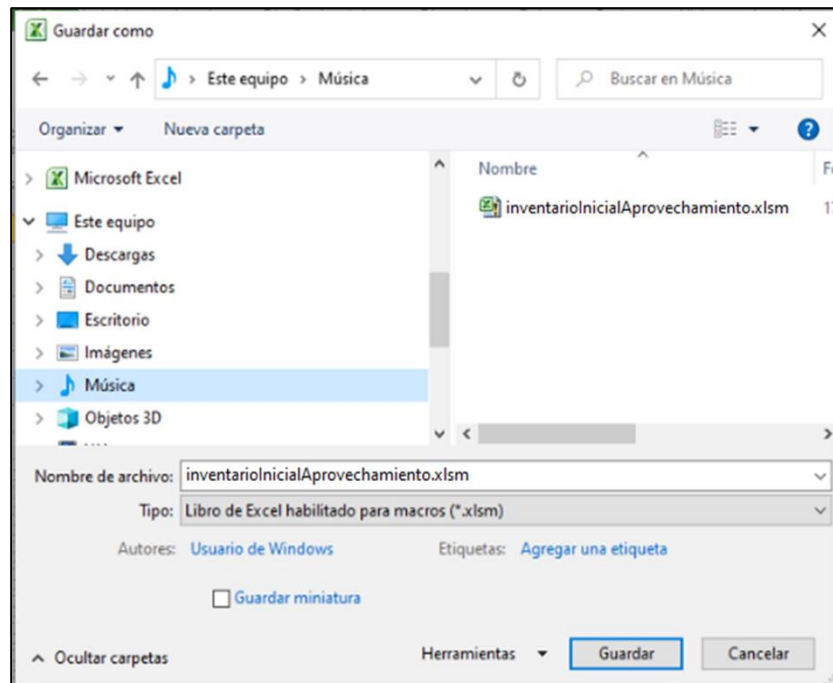 Guardar como
Este equipo > Música
Buscar en Música
Organizar
Nueva carpeta
Microsoft Excel
Este equipo
Descargas
Documentos
Escritorio
Imágenes
Música
Objetos 3D
Nombre
inventarioInicialAprovechamiento.xlsm
Nombre de archivo: inventarioInicialAprovechamiento.xlsm
Tipo: Libro de Excel habilitado para macros (*.xlsm)
Autores: Usuario de Windows
Etiquetas: Agregar una etiqueta
Guardar miniatura
Ocultar carpetas
Herramientas
Guardar
Cancelar